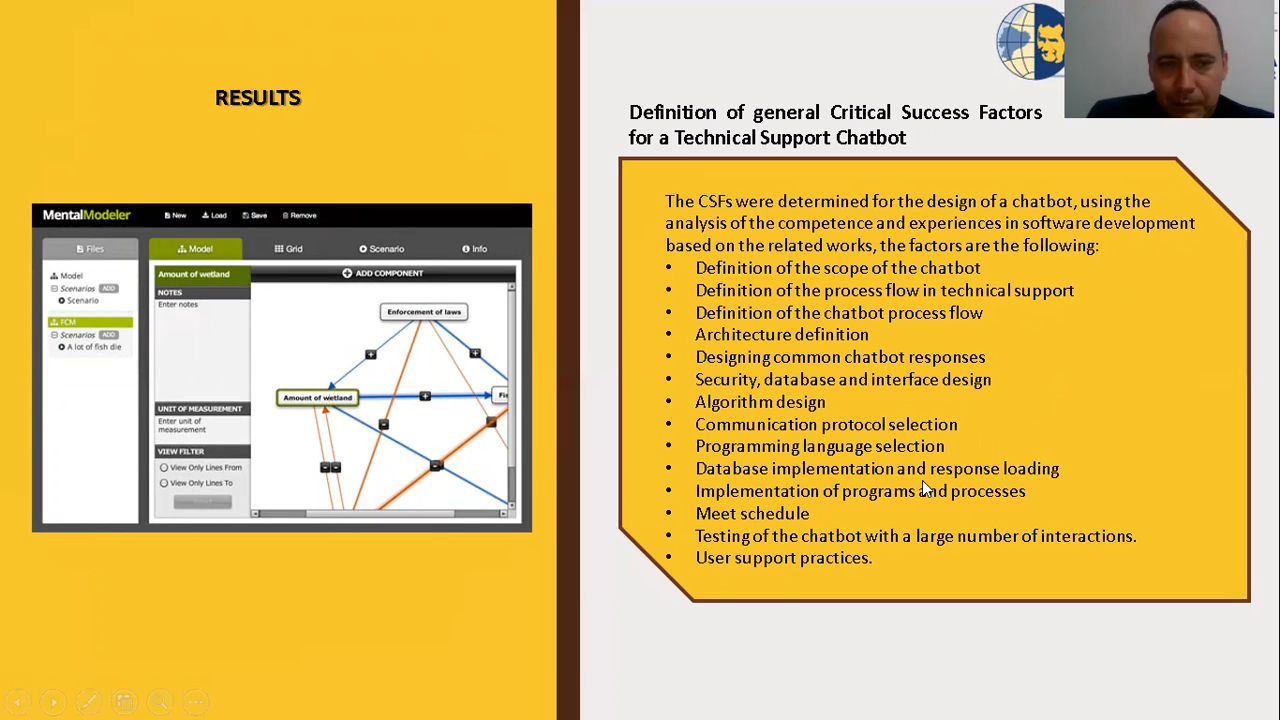 RESULTS
MentalModeler
New
Load
Save
Remove
Files
Model
Grid
Scenario
Info
Model
Scenarios ADD
Scenario
FCM
Scenarios ADD
A lot of fish die
Amount of wetland
NOTES
Enter notes
UNIT OF MEASUREMENT
Enter unit of
measurement
VIEW FILTER
View Only Lines From
View Only Lines To
ADD COMPONENT
Enforcement of laws
Amount of wetland
Fi
Definition of general Critical Success Factors
for a Technical Support Chatbot
The CSFs were determined for the design of a chatbot, using the
analysis of the competence and experiences in software development
based on the related works, the factors are the following:
• Definition of the scope of the chatbot
• Definition of the process flow in technical support
• Definition of the chatbot process flow
• Architecture definition
• Designing common chatbot responses
• Security, database and interface design
• Algorithm design
• Communication protocol selection
• Programming language selection
• Database implementation and response loading
• Implementation of programs and processes
• Meet schedule
• Testing of the chatbot with a large number of interactions.
• User support practices.